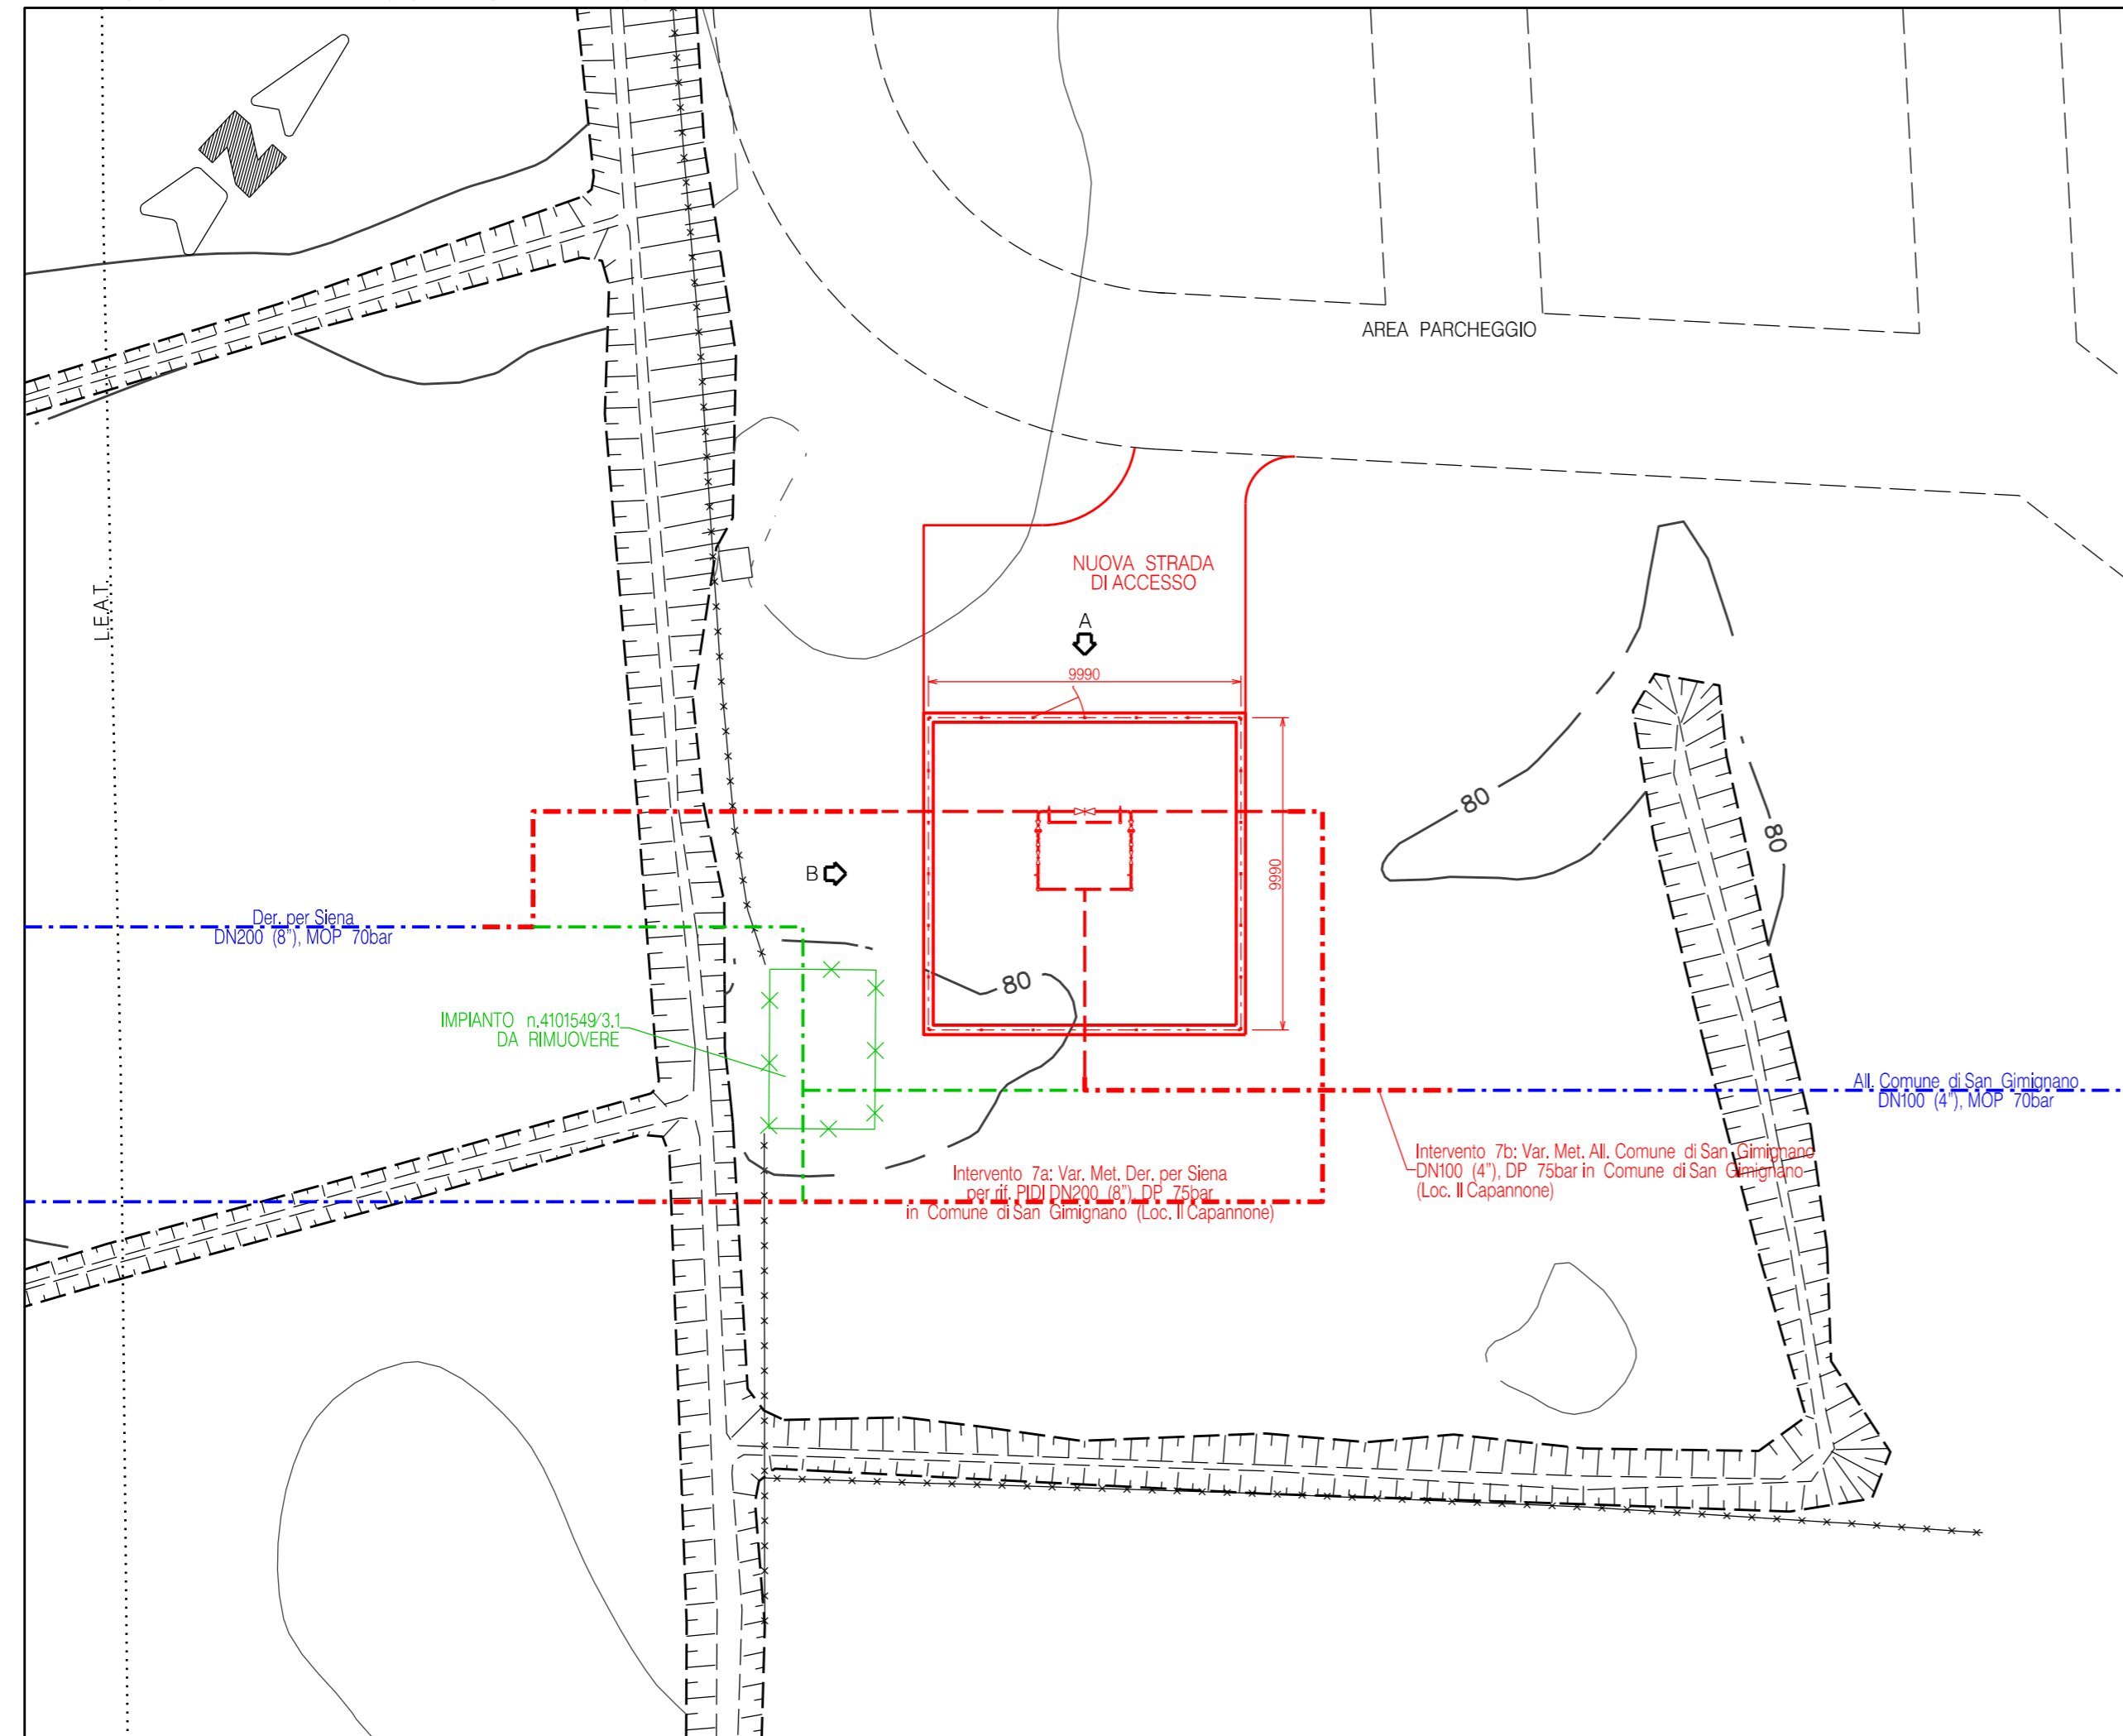 N
AREA PARCHEGGIO
L.E.A.T.
NUOVA STRADA
DI ACCESSO
A
9990
80
80
9990
B
Der. per Siena
DN200 (8"), MOP 70bar
80
IMPIANTO n.4101549/3.1
DA RIMUOVERE
All. Comune di San Gimignano
DN100 (4"), MOP 70bar
Intervento 7b: Var. Met. All. Comune di San Gimignano
DN100 (4"), DP 75bar in Comune di San Gimignano
(Loc. Il Capannone)
Intervento 7a: Var. Met. Der. per Siena
per rif. PIDI DN200 (8"), DP 75bar
in Comune di San Gimignano (Loc. Il Capannone)